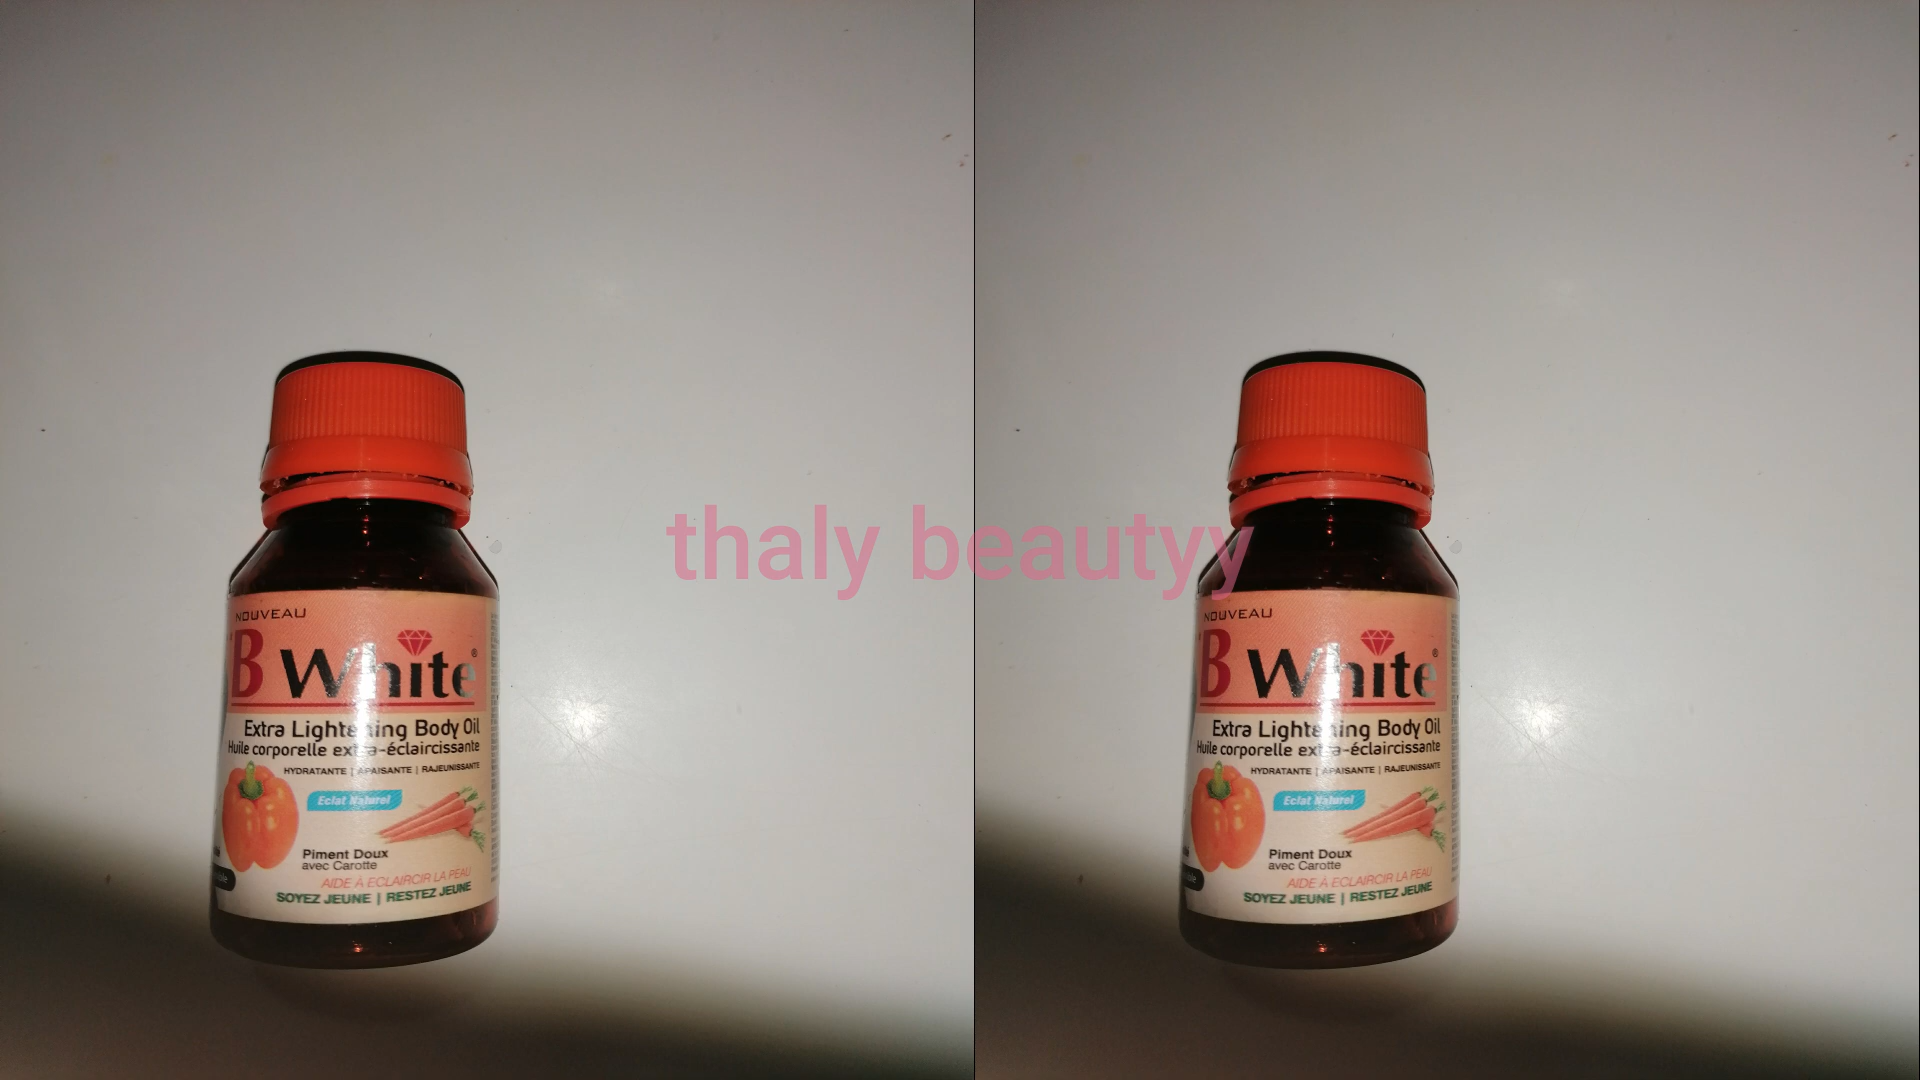 thaly beautyy
NOUVEAU
B White®
Extra Lightening Body Oil
Huile corporelle extra-éclaircissante
HYDRATANTE | APAISANTE | RAJEUNISSANTE
Eclat Naturel
Piment Doux
avec Carotte
AIDE À ECLAIRCIR LA PEAU
SOYEZ JEUNE | RESTEZ JEUNE
NOUVEAU
B White®
Extra Lightening Body Oil
Huile corporelle extra-éclaircissante
HYDRATANTE | APAISANTE | RAJEUNISSANTE
Eclat Naturel
Piment Doux
avec Carotte
AIDE À ECLAIRCIR LA PEAU
SOYEZ JEUNE | RESTEZ JEUNE